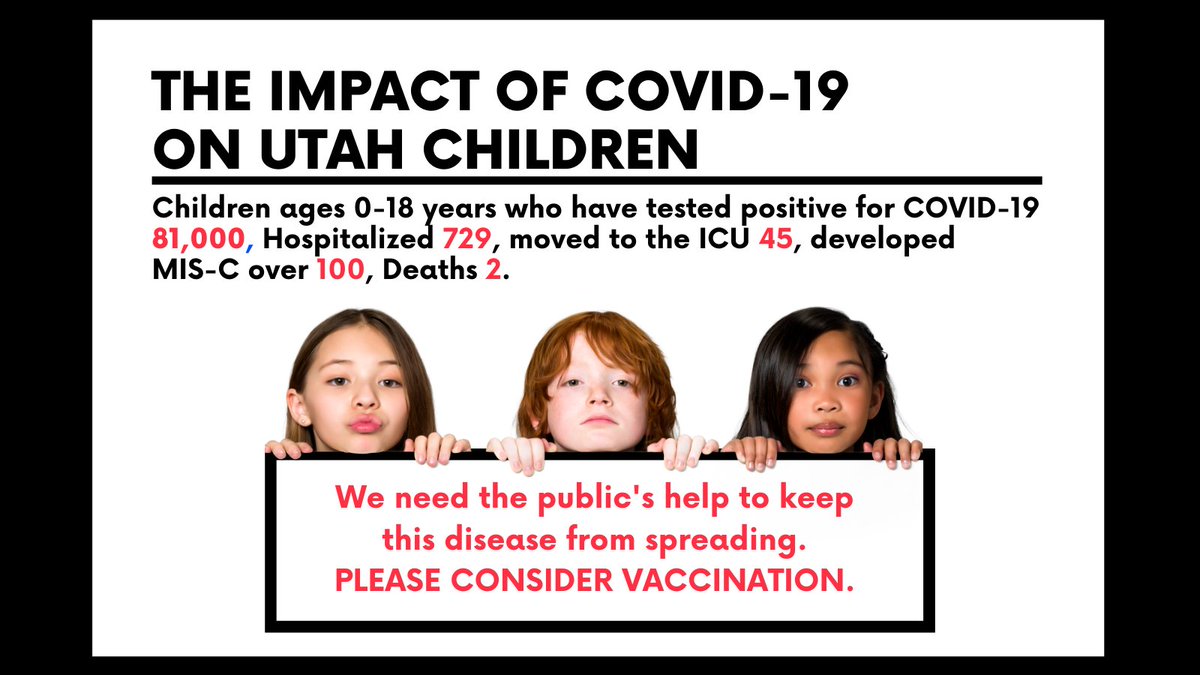 THE IMPACT OF COVID-19
ON UTAH CHILDREN
Children ages 0-18 years who have tested positive for COVID-19
81,000, Hospitalized 729, moved to the ICU 45, developed
MIS-C over 100, Deaths 2.
We need the public's help to keep
this disease from spreading.
PLEASE CONSIDER VACCINATION.